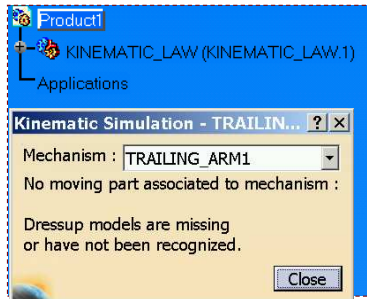 Product1
KINEMATIC_LAW (KINEMATIC_LAW.1)
Applications
Kinematic Simulation - TRAILIN...
Mechanism : TRAILING_ARM1
No moving part associated to mechanism :
Dressup models are missing
or have not been recognized.
Close